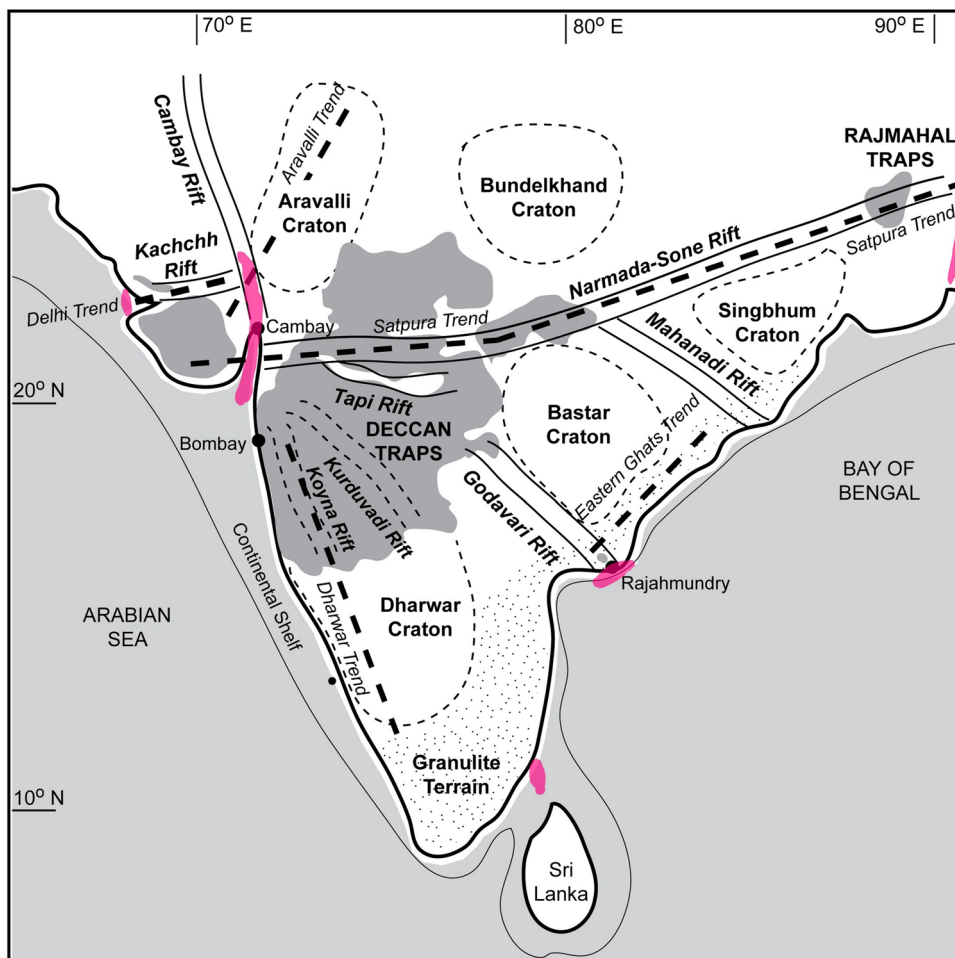 70° E
80° E
90° E
Cambay Rift
Aravalli Trend
Aravalli
Craton
Bundelkhand
Craton
RAJMAHAL
TRAPS
Kachchh
Rift
Narmada-Sone Rift
Satpura Trend
Delhi Trend
Cambay
Satpura Trend
Mahanadi Rift
Singbhum
Craton
20° N
Tapi Rift
Bastar
Craton
Bombay
DECCAN
TRAPS
Koyna Rift
Kurduvadi Rift
Godavari Rift
Eastern Ghats Trend
BAY OF
BENGAL
Continental Shelf
Rajahmundry
ARABIAN
SEA
Dharwar
Craton
Dharwar Trend
Granulite
Terrain
10° N
Sri
Lanka